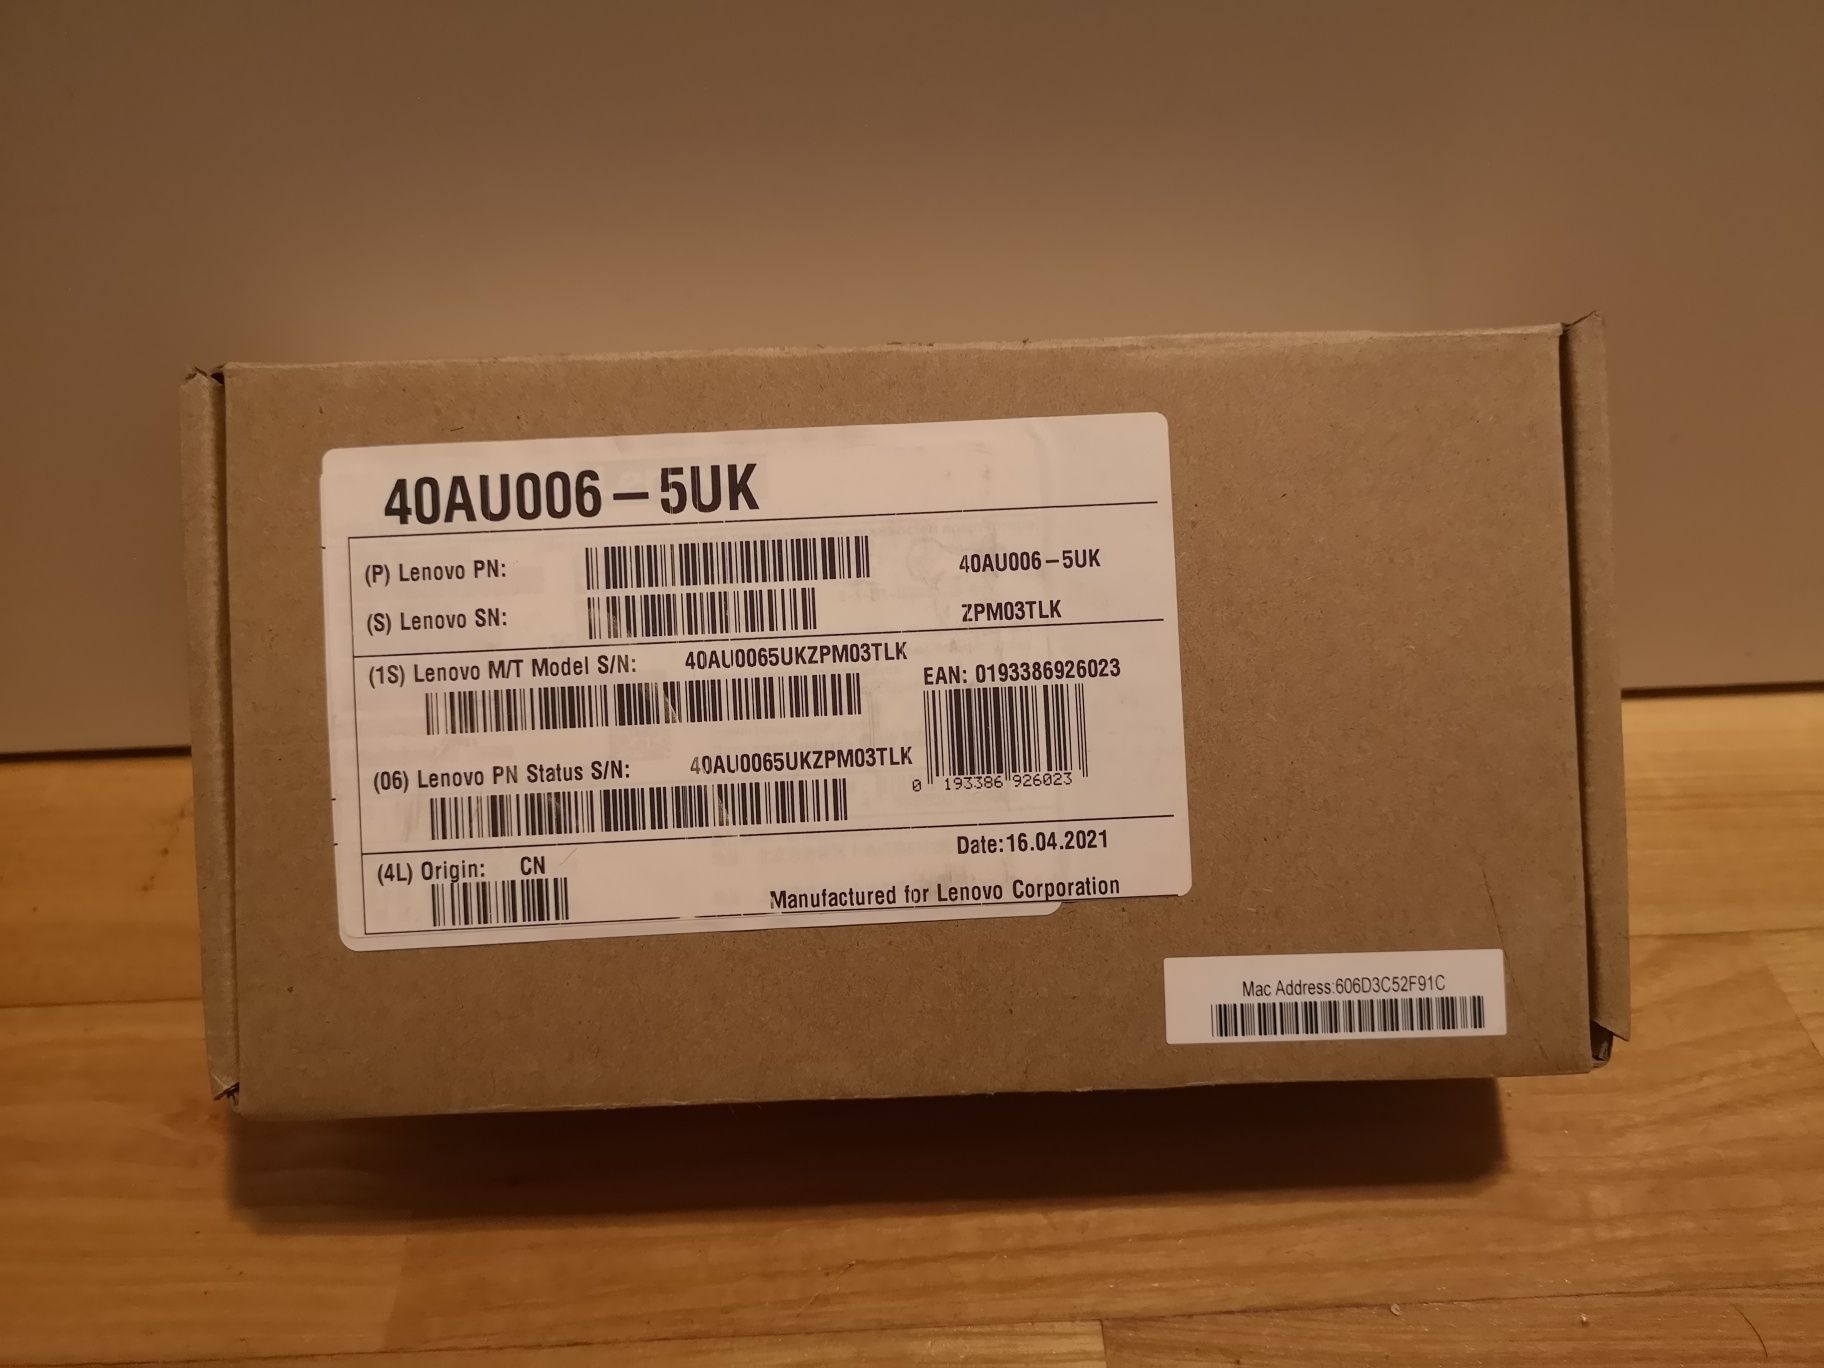 40AU006-5UK
(P) Lenovo PN: 40AU006-5UK
(S) Lenovo SN: ZPM03TLK
(1S) Lenovo M/T Model S/N: 40AU0065UKZPM03TLK
EAN: 0193386926023
(06) Lenovo PN Status S/N: 40AU0065UKZPM03TLK
0 193386 926023
(4L) Origin: CN
Date:16.04.2021
Manufactured for Lenovo Corporation
Mac Address:606D3C52F91C